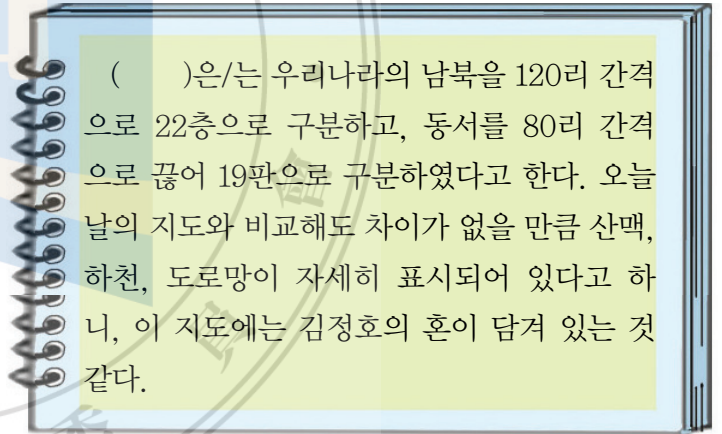 (      )은/는 우리나라의 남북을 120리 간격
으로 22층으로 구분하고, 동서를 80리 간격
으로 끊어 19판으로 구분하였다고 한다. 오늘
날의 지도와 비교해도 차이가 없을 만큼 산맥,
하천, 도로망이 자세히 표시되어 있다고 하
니, 이 지도에는 김정호의 혼이 담겨 있는 것
같다.